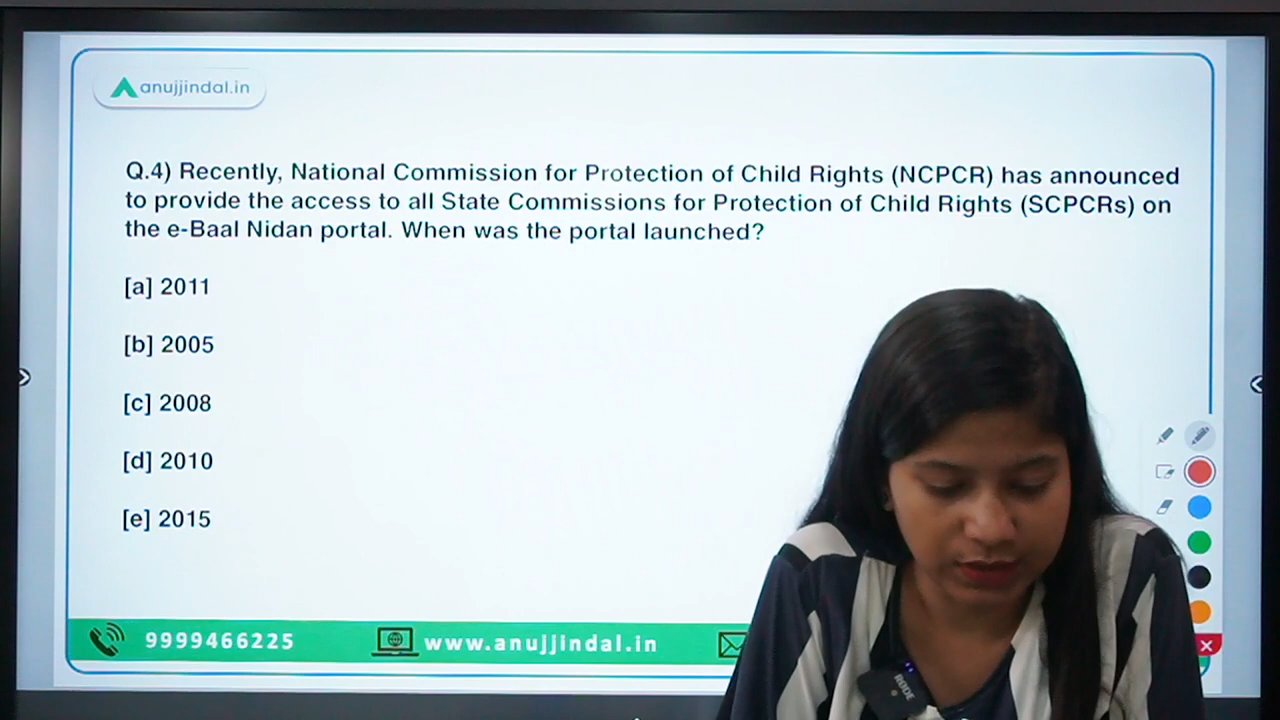 anujjindal.in
Q.4) Recently, National Commission for Protection of Child Rights (NCPCR) has announced
to provide the access to all State Commissions for Protection of Child Rights (SCPCRs) on
the e-Baal Nidan portal. When was the portal launched?
[a] 2011
[b] 2005
[c] 2008
[d] 2010
[e] 2015
9999466225
www.anujjindal.in
RODE